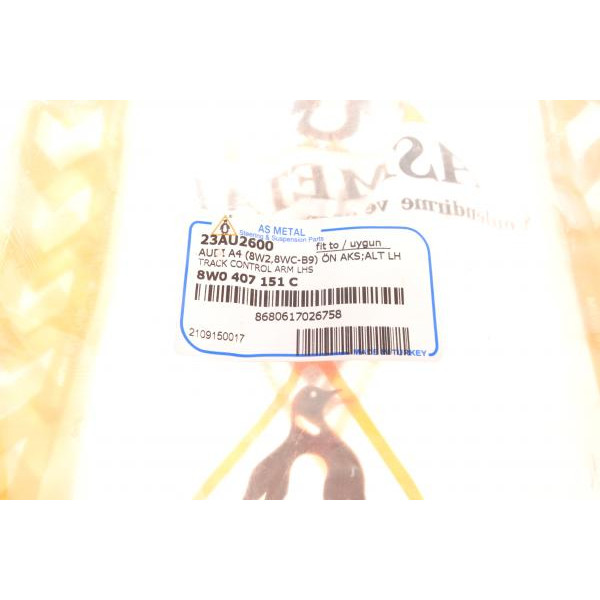 AS METAL
Steering & Suspension Parts
23AU2600 fit to / uygun
AUDI A4 (8W2,8WC-B9) ÖN AKS;ALT LH
TRACK CONTROL ARM LHS
8W0 407 151 C
8680617026758
2109150017
MADE IN TURKEY